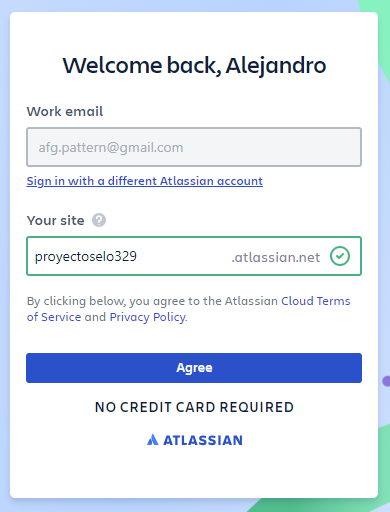 Welcome back, Alejandro
Work email
afg.pattern@gmail.com
Sign in with a different Atlassian account
Your site ?
proyectoselo329 .atlassian.net
By clicking below, you agree to the Atlassian Cloud Terms
of Service and Privacy Policy.
Agree
NO CREDIT CARD REQUIRED
ATLASSIAN